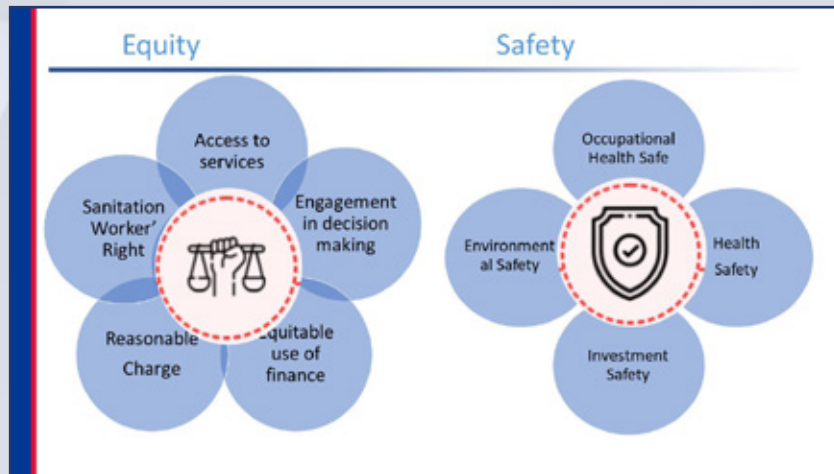 Equity
Safety
Access to
services
Engagement
in decision
making
Equitable
use of
finance
Reasonable
Charge
Sanitation
Worker'
Right
Occupational
Health Safe
Health
Safety
Investment
Safety
Environment
al Safety